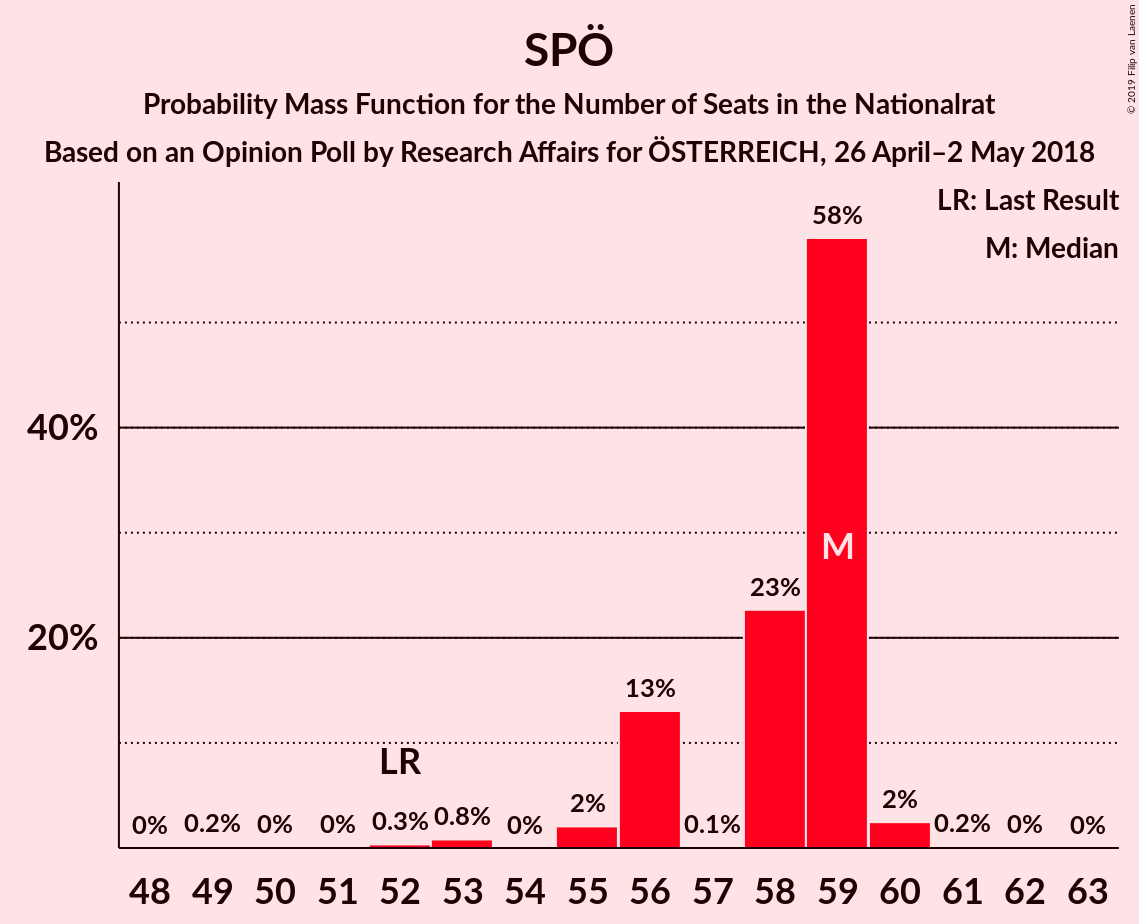 SPÖ
Probability Mass Function for the Number of Seats in the Nationalrat
Based on an Opinion Poll by Research Affairs for ÖSTERREICH, 26 April–2 May 2018
© 2019 Filip van Laenen
LR: Last Result
M: Median
40%
20%
0% 0.2% 0% 0% 0.3% 0.8% 0% 2% 13% 0.1% 23% 58% 2% 0.2% 0% 0%
LR
M
48 49 50 51 52 53 54 55 56 57 58 59 60 61 62 63